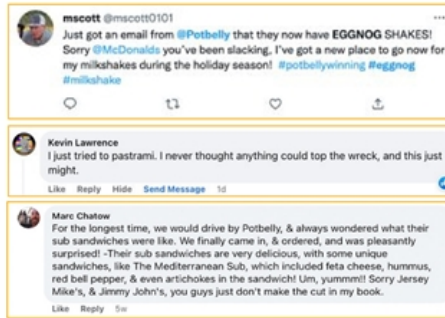 mscott @mscott0101
Just got an email from @Potbelly that they now have EGGNOG SHAKES!
Sorry @McDonalds you've been slacking, I've got a new place to go now for
my milkshakes during the holiday season! #potbellywinning #eggnog
#milkshake
Kevin Lawrence
I just tried to pastrami. I never thought anything could top the wreck, and this just
might.
Like Reply Hide Send Message 1d
Marc Chatow
For the longest time, we would drive by Potbelly, & always wondered what their
sub sandwiches were like. We finally came in, & ordered, and was pleasantly
surprised! -Their sub sandwiches are very delicious, with some unique
sandwiches, like The Mediterranean Sub, which included feta cheese, hummus,
red bell pepper, & even artichokes in the sandwich! Um, yummm!! Sorry Jersey
Mike's, & Jimmy John's, you guys just don't make the cut in my book.
Like Reply 5w